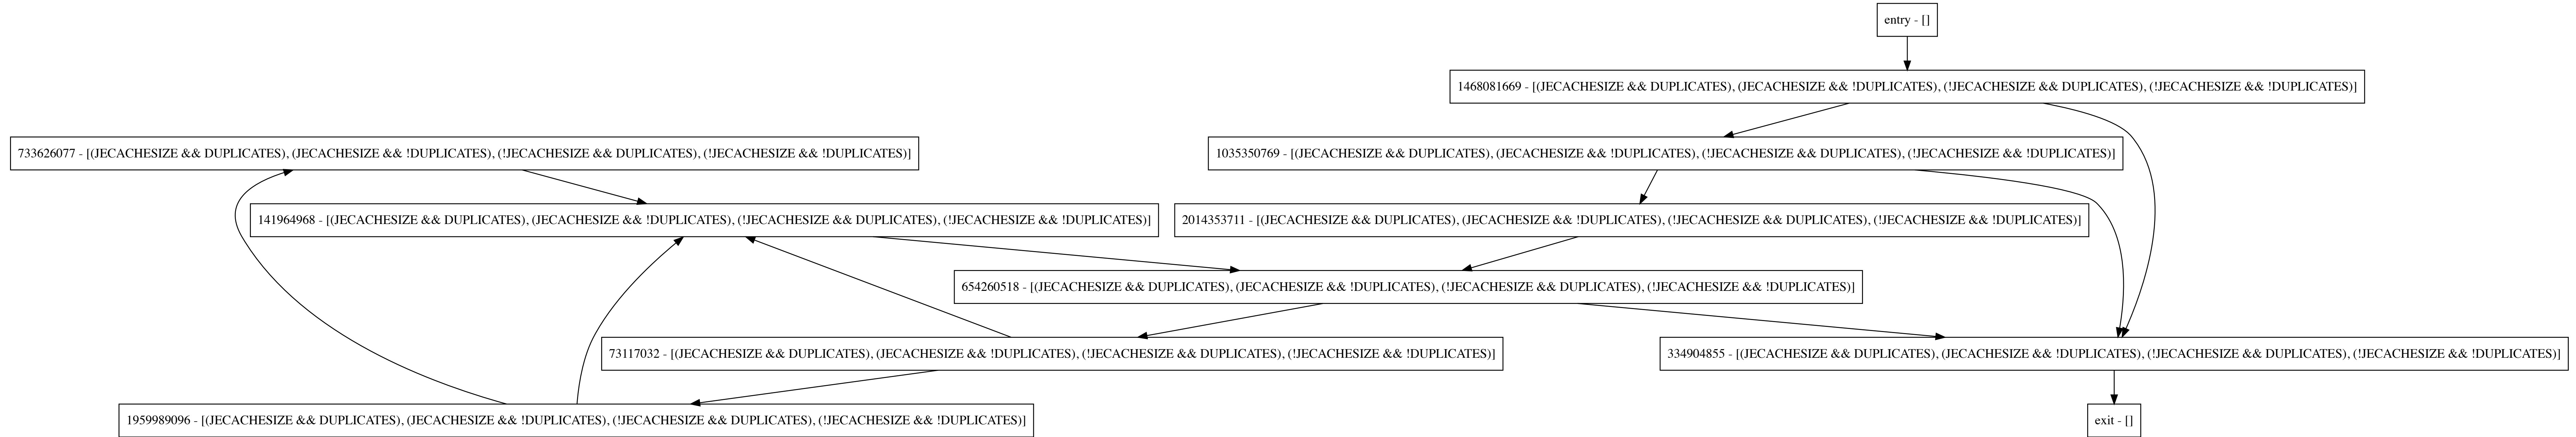 entry - []
1468081669 - [(JECACHESIZE && DUPLICATES), (JECACHESIZE && !DUPLICATES), (!JECACHESIZE && DUPLICATES), (!JECACHESIZE && !DUPLICATES)]
733626077 - [(JECACHESIZE && DUPLICATES), (JECACHESIZE && !DUPLICATES), (!JECACHESIZE && DUPLICATES), (!JECACHESIZE && !DUPLICATES)]
1035350769 - [(JECACHESIZE && DUPLICATES), (JECACHESIZE && !DUPLICATES), (!JECACHESIZE && DUPLICATES), (!JECACHESIZE && !DUPLICATES)]
141964968 - [(JECACHESIZE && DUPLICATES), (JECACHESIZE && !DUPLICATES), (!JECACHESIZE && DUPLICATES), (!JECACHESIZE && !DUPLICATES)]
2014353711 - [(JECACHESIZE && DUPLICATES), (JECACHESIZE && !DUPLICATES), (!JECACHESIZE && DUPLICATES), (!JECACHESIZE && !DUPLICATES)]
654260518 - [(JECACHESIZE && DUPLICATES), (JECACHESIZE && !DUPLICATES), (!JECACHESIZE && DUPLICATES), (!JECACHESIZE && !DUPLICATES)]
73117032 - [(JECACHESIZE && DUPLICATES), (JECACHESIZE && !DUPLICATES), (!JECACHESIZE && DUPLICATES), (!JECACHESIZE && !DUPLICATES)]
334904855 - [(JECACHESIZE && DUPLICATES), (JECACHESIZE && !DUPLICATES), (!JECACHESIZE && DUPLICATES), (!JECACHESIZE && !DUPLICATES)]
1959989096 - [(JECACHESIZE && DUPLICATES), (JECACHESIZE && !DUPLICATES), (!JECACHESIZE && DUPLICATES), (!JECACHESIZE && !DUPLICATES)]
exit - []